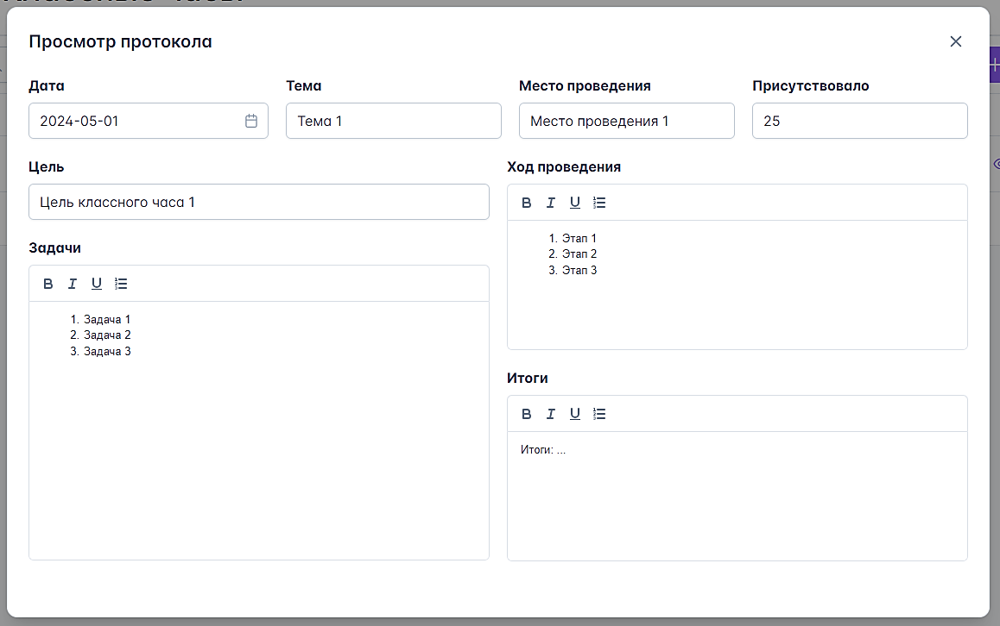 Просмотр протокола
Дата
Тема
Место проведения
Присутствовало
2024-05-01
Тема 1
Место проведения 1
25
Цель
Цель классного часа 1
Задачи
B I U
1. Задача 1
2. Задача 2
3. Задача 3
Ход проведения
B I U
1. Этап 1
2. Этап 2
3. Этап 3
Итоги
B I U
Итоги: ...